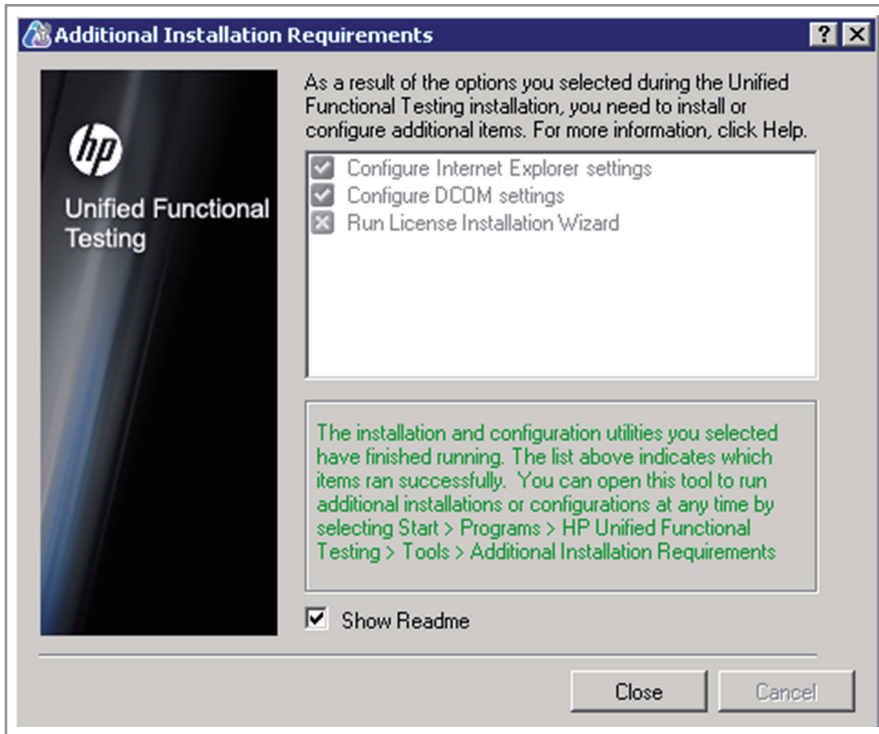 Additional Installation Requirements
hp
Unified Functional
Testing
As a result of the options you selected during the Unified
Functional Testing installation, you need to install or
configure additional items. For more information, click Help.
Configure Internet Explorer settings
Configure DCOM settings
Run License Installation Wizard
The installation and configuration utilities you selected
have finished running. The list above indicates which
items ran successfully.  You can open this tool to run
additional installations or configurations at any time by
selecting Start > Programs > HP Unified Functional
Testing > Tools > Additional Installation Requirements
Show Readme
Close
Cancel